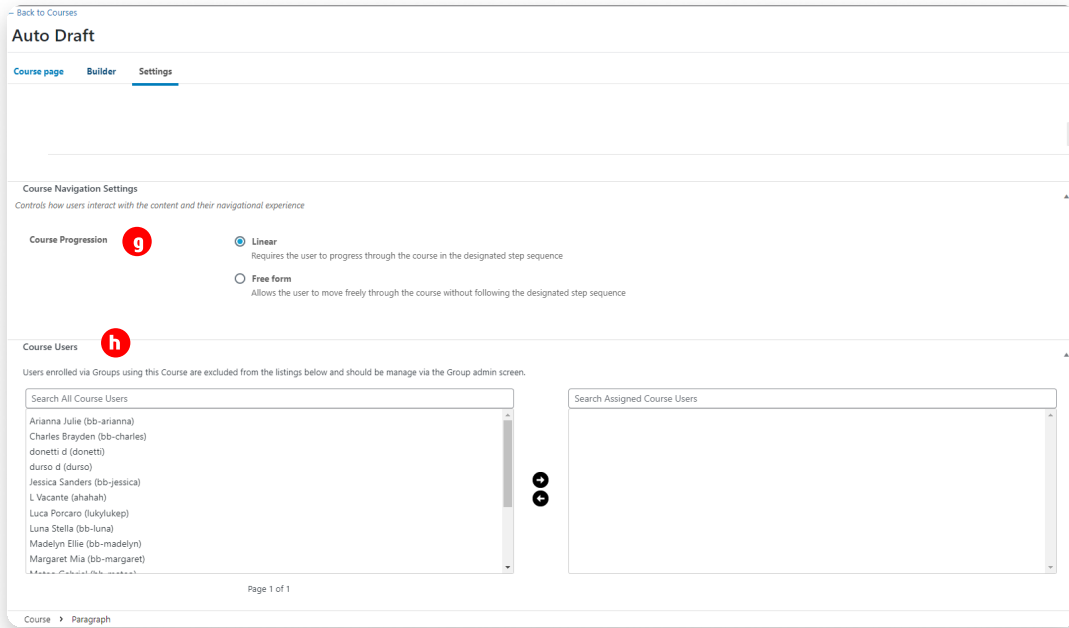 ← Back to Courses
Auto Draft
Course page Builder Settings
Course Navigation Settings
Controls how users interact with the content and their navigational experience
Course Progression g Linear
Requires the user to progress through the course in the designated step sequence
Free form
Allows the user to move freely through the course without following the designated step sequence
Course Users h
Users enrolled via Groups using this Course are excluded from the listings below and should be manage via the Group admin screen.
Search All Course Users Search Assigned Course Users
Arianna Julie (bb-arianna)
Charles Brayden (bb-charles)
donetti d (donetti)
durso d (durso)
Jessica Sanders (bb-jessica)
L Vacante (ahahah)
Luca Porcaro (lukylukep)
Luna Stella (bb-luna)
Madelyn Ellie (bb-madelyn)
Margaret Mia (bb-margaret)
Page 1 of 1
Course > Paragraph